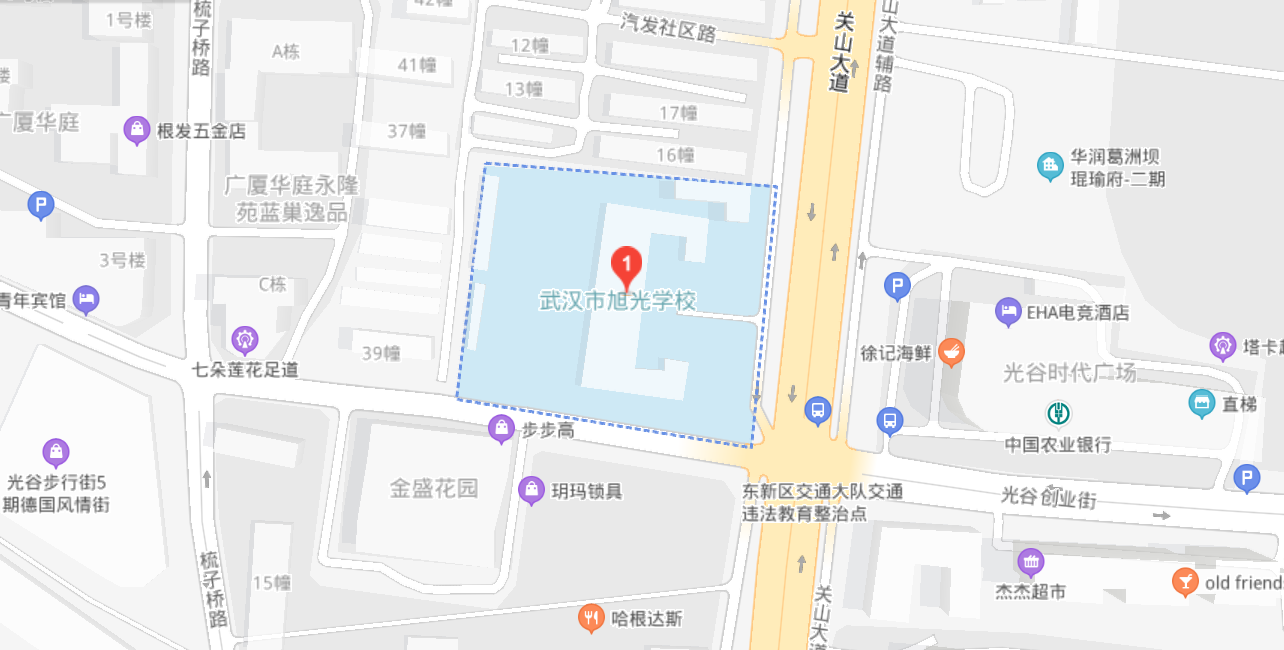 42幢
1号楼
梳子桥路
汽发社区路
关山大道
山大道辅路
12幢
A栋
41幢
楼
13幢
17幢
广厦华庭
根发五金店
37幢
16幢
华润葛洲坝
琨瑜府-二期
广厦华庭永隆
苑蓝巢逸品
P
3号楼
1
C栋
P
青年宾馆
武汉市旭光学校
EHA电竞酒店
39幢
徐记海鲜
塔卡
七朵莲花足道
光谷时代广场
直梯
步步高
中国农业银行
光谷步行街5
期德国风情街
金盛花园
玥玛锁具
东新区交通大队交通
违法教育整治点
P
光谷创业街
梳子桥路
15幢
杰杰超市
old friend
关山大道
哈根达斯